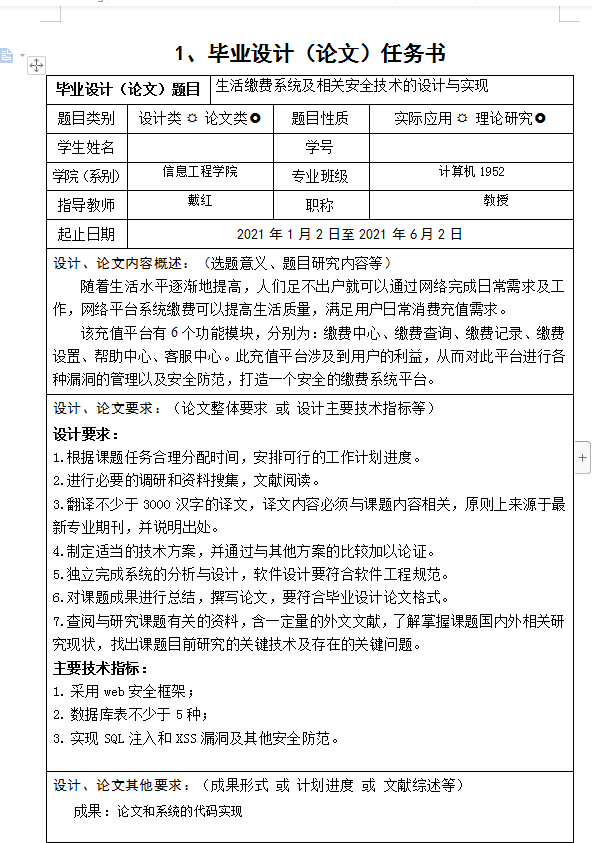 1、毕业设计（论文）任务书
毕业设计（论文）题目 生活缴费系统及相关安全技术的设计与实现
题目类别 设计类 ☼ 论文类 题目性质 实际应用 ☼ 理论研究
学生姓名 学号
学院（系别） 信息工程学院 专业班级 计算机 1952
指导教师 戴红 职称 教授
起止日期 2021 年 1 月 2 日至 2021 年 6 月 2 日
设计、论文内容概述：（选题意义、题目研究内容等）
随着生活水平逐渐地提高，人们足不出户就可以通过网络完成日常需求及工
作，网络平台系统缴费可以提高生活质量，满足用户日常消费充值需求。
该充值平台有 6 个功能模块，分别为：缴费中心、缴费查询、缴费记录、缴费
设置、帮助中心、客服中心。此充值平台涉及到用户的利益，从而对此平台进行各
种漏洞的管理以及安全防范，打造一个安全的缴费系统平台。
设计、论文要求：（论文整体要求 或 设计主要技术指标等）
设计要求：
1.根据课题任务合理分配时间，安排可行的工作计划进度。
2.进行必要的调研和资料搜集，文献阅读。
3.翻译不少于 3000 汉字的译文，译文内容必须与课题内容相关，原则上来源于最
新专业期刊，并说明出处。
4.制定适当的技术方案，并通过与其他方案的比较加以论证。
5.独立完成系统的分析与设计，软件设计要符合软件工程规范。
6.对课题成果进行总结，撰写论文，要符合毕业设计论文格式。
7.查阅与研究课题有关的资料，含一定量的外文文献，了解掌握课题国内外相关研
究现状，找出课题目前研究的关键技术及存在的关键问题。
主要技术指标：
1. 采用 web 安全框架；
2. 数据库表不少于 5 种；
3. 实现 SQL 注入和 XSS 漏洞及其他安全防范。
设计、论文其他要求：（成果形式 或 计划进度 或 文献综述等）
成果：论文和系统的代码实现